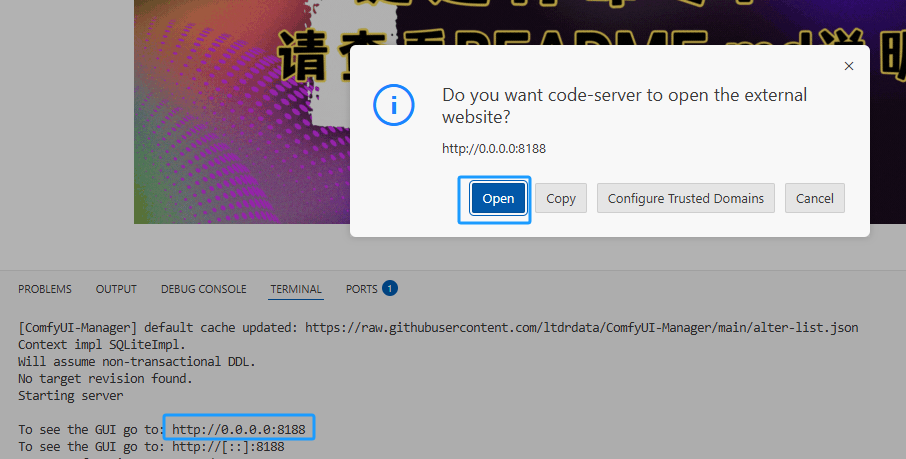 请查看README.md说明
Do you want code-server to open the external
website?
http://0.0.0.0:8188
Open
Copy
Configure Trusted Domains
Cancel
PROBLEMS
OUTPUT
DEBUG CONSOLE
TERMINAL
PORTS 1
[ComfyUI-Manager] default cache updated: https://raw.githubusercontent.com/ltdrdata/ComfyUI-Manager/main/alter-list.json
Context impl SQLiteImpl.
Will assume non-transactional DDL.
No target revision found.
Starting server
To see the GUI go to: http://0.0.0.0:8188
To see the GUI go to: http://[::]:8188